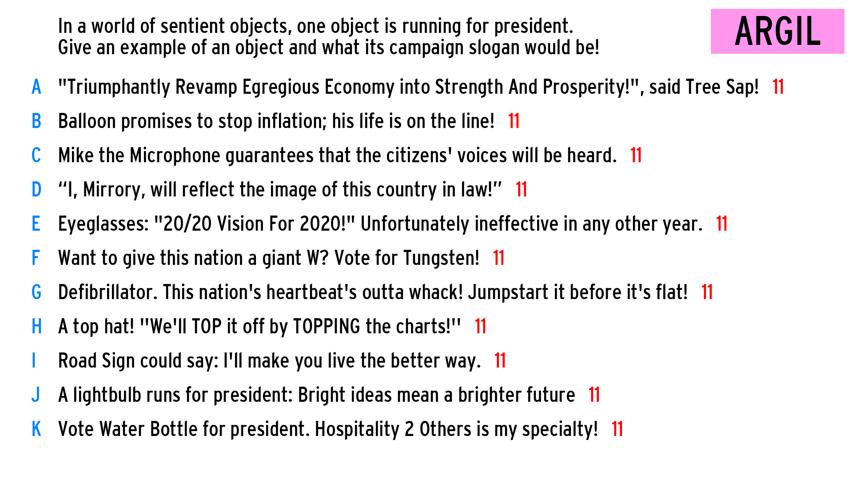 In a world of sentient objects, one object is running for president.
Give an example of an object and what its campaign slogan would be!
ARGIL
A "Triumphantly Revamp Egregious Economy into Strength And Prosperity!", said Tree Sap! 11
B Balloon promises to stop inflation; his life is on the line! 11
C Mike the Microphone guarantees that the citizens' voices will be heard. 11
D “I, Mirrory, will reflect the image of this country in law!” 11
E Eyeglasses: "20/20 Vision For 2020!" Unfortunately ineffective in any other year. 11
F Want to give this nation a giant W? Vote for Tungsten! 11
G Defibrillator. This nation's heartbeat's outta whack! Jumpstart it before it's flat! 11
H A top hat! "We'll TOP it off by TOPPING the charts!'' 11
I Road Sign could say: I'll make you live the better way. 11
J A lightbulb runs for president: Bright ideas mean a brighter future 11
K Vote Water Bottle for president. Hospitality 2 Others is my specialty! 11